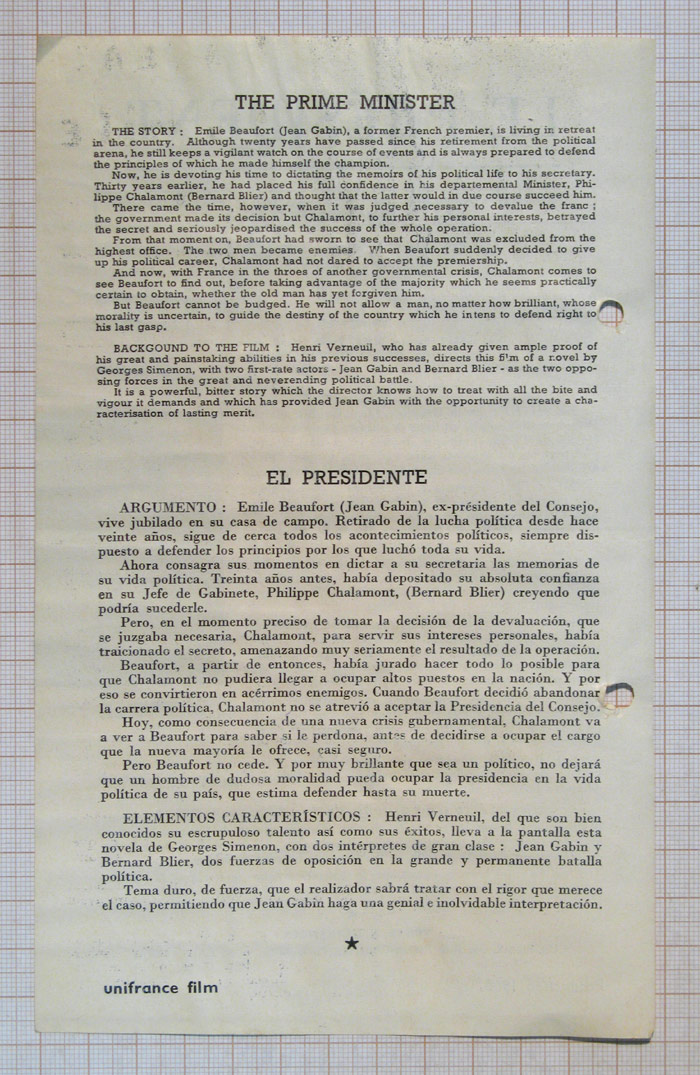 THE PRIME MINISTER
THE STORY : Emile Beaufort (Jean Gabin), a former French premier, is living in retreat
in the country. Although twenty years have passed since his retirement from the political
arena, he still keeps a vigilant watch on the course of events and is always prepared to defend
the principles of which he made himself the champion.
Now, he is devoting his time to dictating the memoirs of his political life to his secretary.
Thirty years earlier, he had placed his full confidence in his departemental Minister, Phi-
lippe Chalamont (Bernard Blier) and thought that the latter would in due course succeed him.
There came the time, however, when it was judged necessary to devalue the franc ;
the government made its decision but Chalamont, to further his personal interests, betrayed
the secret and seriously jeopardised the success of the whole operation.
From that moment on, Beaufort had sworn to see that Chalamont was excluded from the
highest office. The two men became enemies. When Beaufort suddenly decided to give
up his political career, Chalamont had not dared to accept the premiership.
And now, with France in the throes of another governmental crisis, Chalamont comes to
see Beaufort to find out, before taking advantage of the majority which he seems practically
certain to obtain, whether the old man has yet forgiven him.
But Beaufort cannot be budged. He will not allow a man, no matter how brilliant, whose
morality is uncertain, to guide the destiny of the country which he intens to defend right to
his last gasp.
BACKGOUND TO THE FILM : Henri Verneuil, who has already given ample proof of
his great and painstaking abilities in his previous successes, directs this film of a novel by
Georges Simenon, with two first-rate actors - Jean Gabin and Bernard Blier - as the two oppo-
sing forces in the great and neverending political battle.
It is a powerful, bitter story which the director knows how to treat with all the bite and
vigour it demands and which has provided Jean Gabin with the opportunity to create a cha-
racterisation of lasting merit.
EL PRESIDENTE
ARGUMENTO : Emile Beaufort (Jean Gabin), ex-présidente del Consejo,
vive jubilado en su casa de campo. Retirado de la lucha política desde hace
veinte años, sigue de cerca todos los acontecimientos políticos, siempre dis-
puesto a defender los principios por los que luchó toda su vida.
Ahora consagra sus momentos en dictar a su secretaria las memorias de
su vida política. Treinta años antes, había depositado su absoluta confianza
en su Jefe de Gabinete, Philippe Chalamont, (Bernard Blier) creyendo que
podría sucederle.
Pero, en el momento preciso de tomar la decisión de la devaluación, que
se juzgaba necesaria, Chalamont, para servir sus intereses personales, había
traicionado el secreto, amenazando muy seriamente el resultado de la operación.
Beaufort, a partir de entonces, había jurado hacer todo lo posible para
que Chalamont no pudiera llegar a ocupar altos puestos en la nación. Y por
eso se convirtieron en acérrimos enemigos. Cuando Beaufort decidió abandonar
la carrera política, Chalamont no se atrevió a aceptar la Presidencia del Consejo.
Hoy, como consecuencia de una nueva crisis gubernamental, Chalamont va
a ver a Beaufort para saber si le perdona, antes de decidirse a ocupar el cargo
que la nueva mayoría le ofrece, casi seguro.
Pero Beaufort no cede. Y por muy brillante que sea un político, no dejará
que un hombre de dudosa moralidad pueda ocupar la presidencia en la vida
política de su país, que estima defender hasta su muerte.
ELEMENTOS CARACTERÍSTICOS : Henri Verneuil, del que son bien
conocidos su escrupuloso talento así como sus éxitos, lleva a la pantalla esta
novela de Georges Simenon, con dos intérpretes de gran clase : Jean Gabin y
Bernard Blier, dos fuerzas de oposición en la grande y permanente batalla
política.
Tema duro, de fuerza, que el realizador sabrá tratar con el rigor que merece
el caso, permitiendo que Jean Gabin haga una genial e inolvidable interpretación.
unifrance film